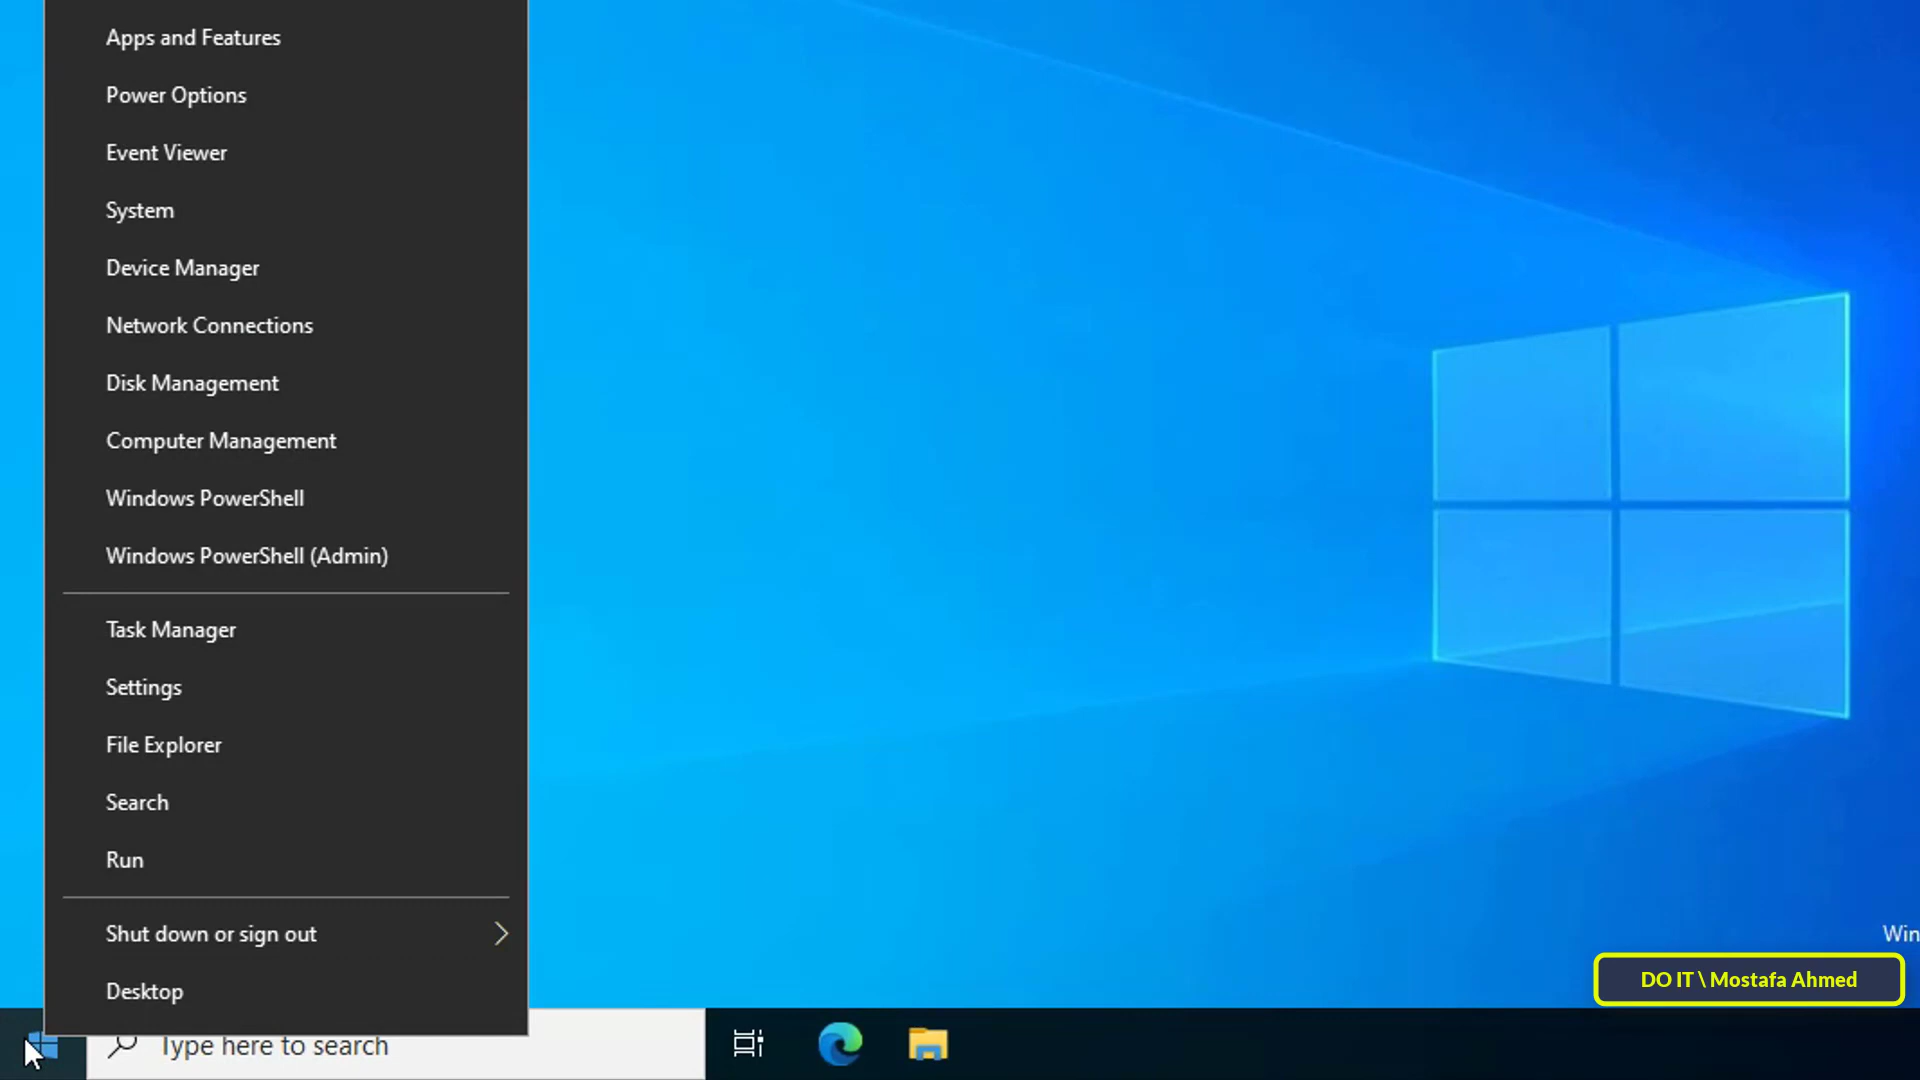 Apps and Features
Power Options
Event Viewer
System
Device Manager
Network Connections
Disk Management
Computer Management
Windows PowerShell
Windows PowerShell (Admin)
Task Manager
Settings
File Explorer
Search
Run
Shut down or sign out
Desktop
Type here to search
Win
DO IT \ Mostafa Ahmed